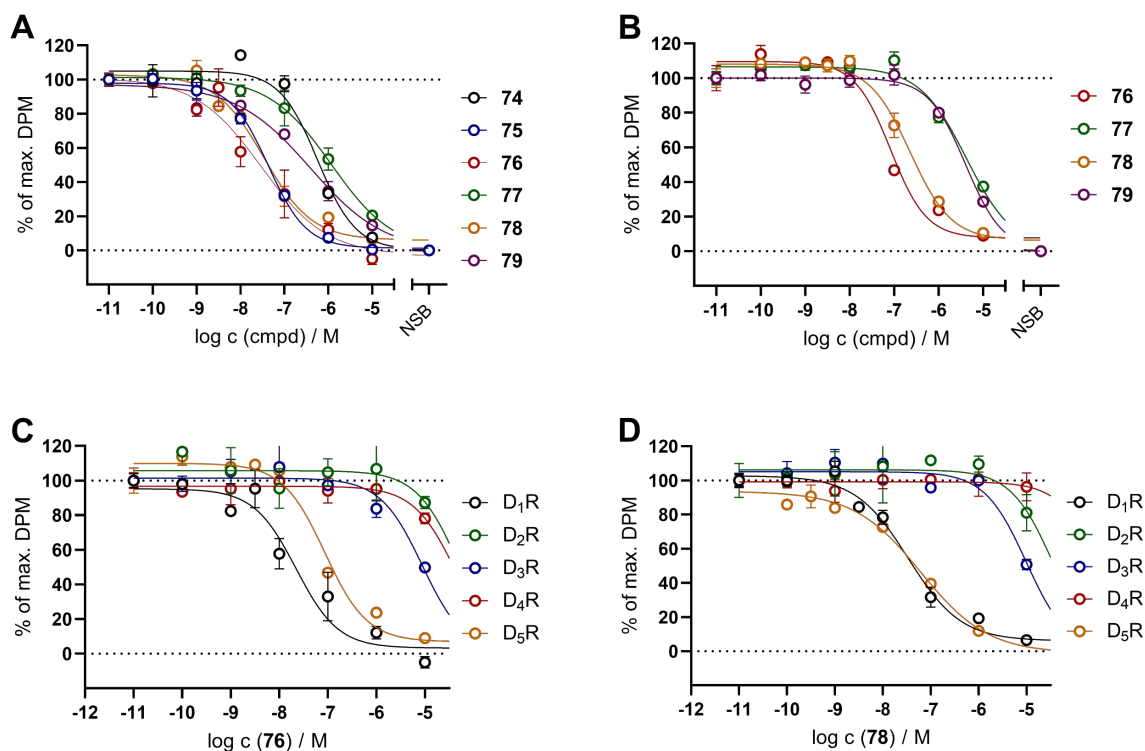 A
% of max. DPM
120
100
80
60
40
20
0
-11
-10
-9
-8
-7
-6
-5
NSB
log c (cmpd) / M
74
75
76
77
78
79
B
% of max. DPM
120
100
80
60
40
20
0
-11
-10
-9
-8
-7
-6
-5
NSB
log c (cmpd) / M
76
77
78
79
C
% of max. DPM
120
100
80
60
40
20
0
-12
-11
-10
-9
-8
-7
-6
-5
log c (76) / M
D₁R
D₂R
D₃R
D₄R
D₅R
D
% of max. DPM
120
100
80
60
40
20
0
-12
-11
-10
-9
-8
-7
-6
-5
log c (78) / M
D₁R
D₂R
D₃R
D₄R
D₅R